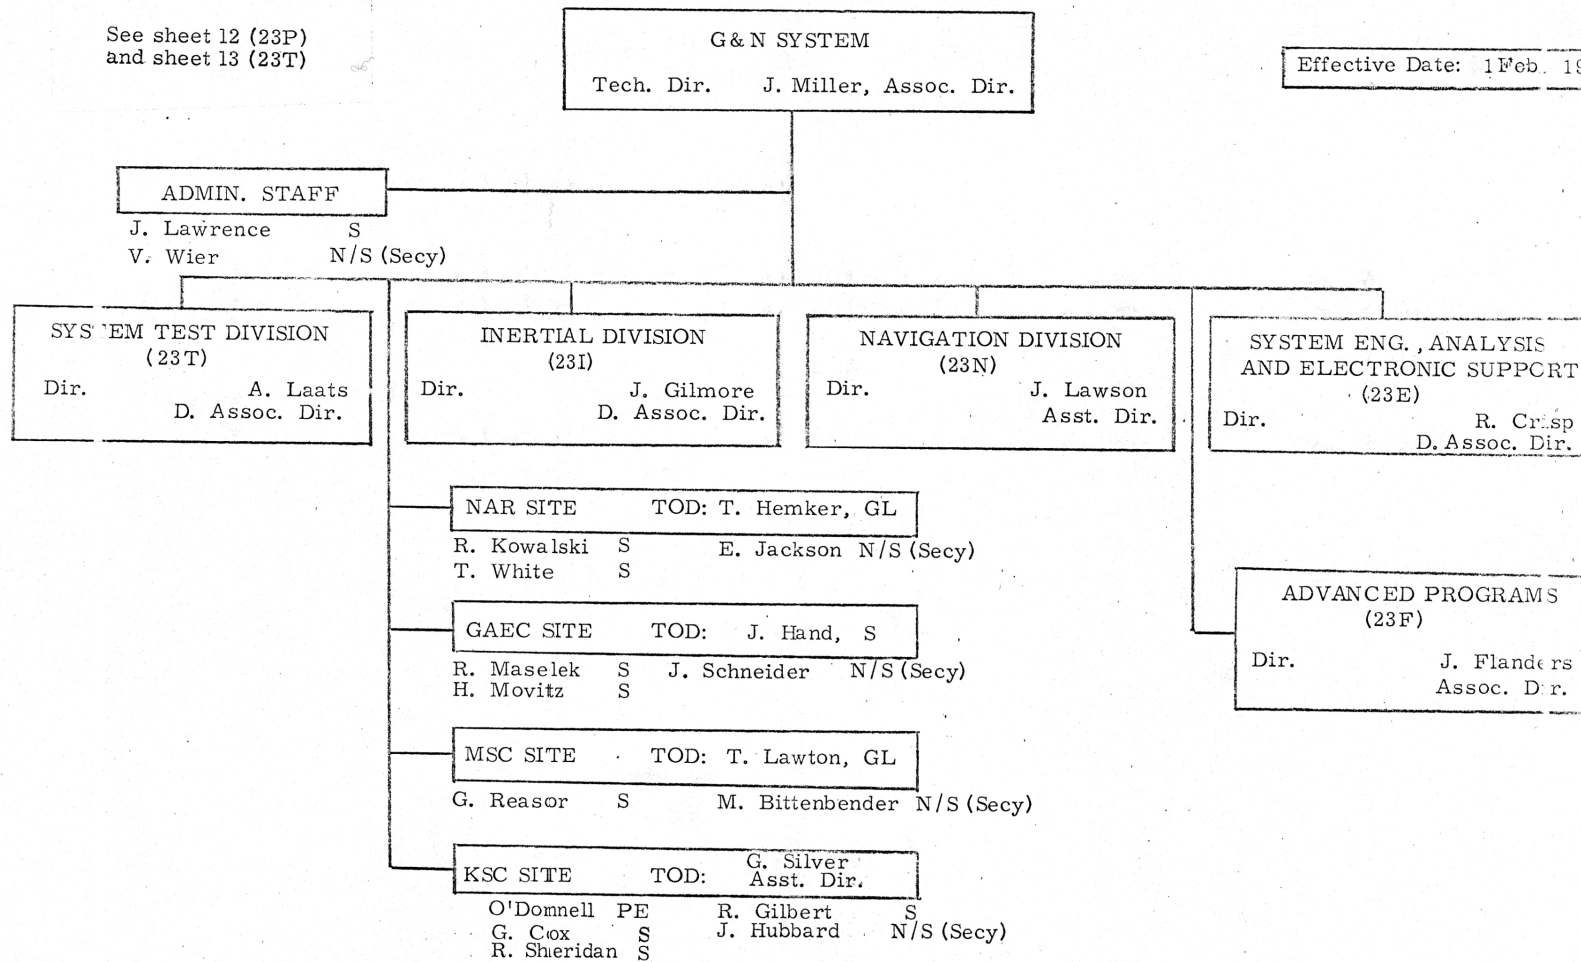 See sheet 12 (23P)
and sheet 13 (23T)
G & N SYSTEM
Tech. Dir. J. Miller, Assoc. Dir.
Effective Date: 1 Feb. 19
ADMIN. STAFF
J. Lawrence S
V. Wier N/S (Secy)
SYSTEM TEST DIVISION
(23T)
Dir. A. Laats
D. Assoc. Dir.
INERTIAL DIVISION
(23I)
Dir. J. Gilmore
D. Assoc. Dir.
NAVIGATION DIVISION
(23N)
Dir. J. Lawson
Asst. Dir.
SYSTEM ENG., ANALYSIS
AND ELECTRONIC SUPPORT
(23E)
Dir. R. Crisp
D. Assoc. Dir.
NAR SITE TOD: T. Hemker, GL
R. Kowalski S E. Jackson N/S (Secy)
T. White S
GAEC SITE TOD: J. Hand, S
R. Maselek S J. Schneider N/S (Secy)
H. Movitz S
MSC SITE TOD: T. Lawton, GL
G. Reasor S M. Bittenbender N/S (Secy)
KSC SITE TOD: G. Silver
Asst. Dir.
O'Donnell PE R. Gilbert S
G. Cox S J. Hubbard N/S (Secy)
R. Sheridan S
ADVANCED PROGRAMS
(23F)
Dir. J. Flanders
Assoc. Dir.